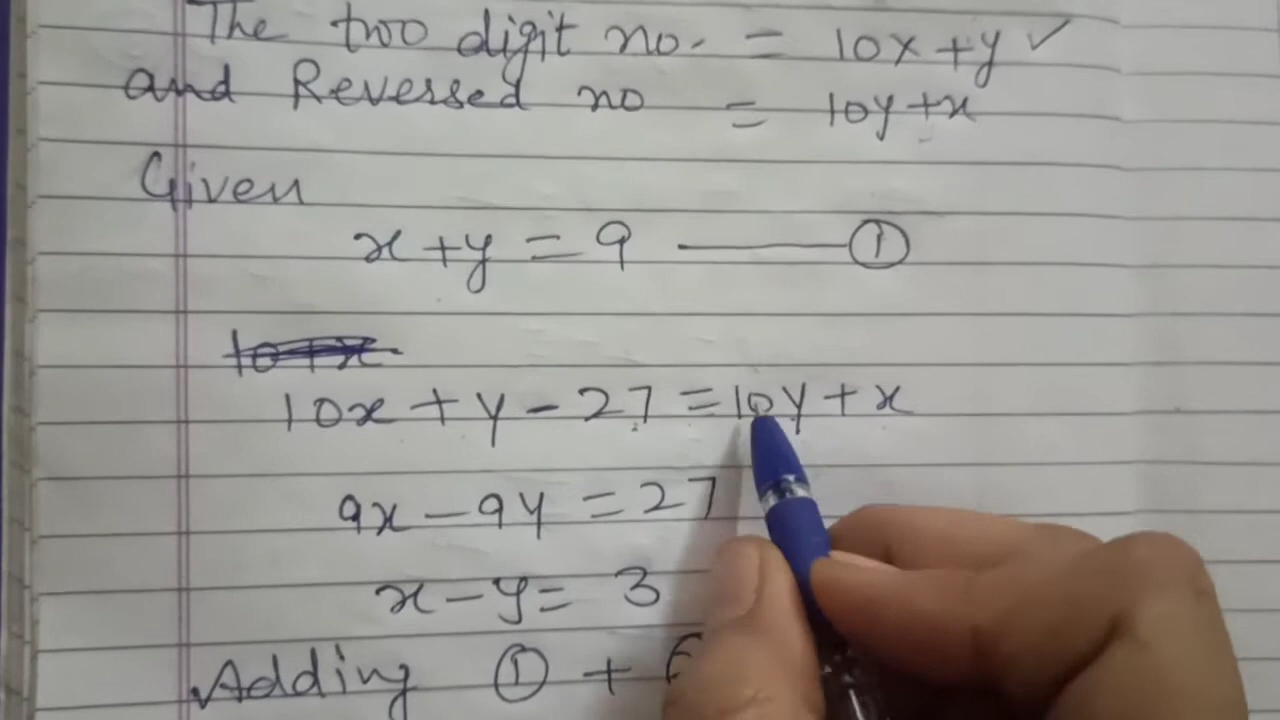 The two digit no. = 10x+y ✓
and Reversed no = 10y+x
Given
x+y = 9 —— ①
10x + y - 27 = 10y + x
9x - 9y = 27
x - y = 3
Adding ① +